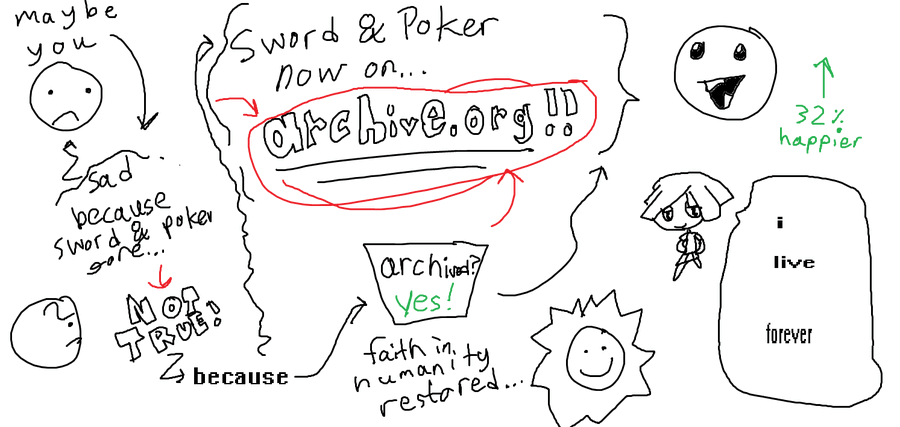 maybe
you
sad...
because
sword & poker
gone...
NOT
TRUE!
because
Sword & Poker
now on...
archive.org!!
archived?
yes!
faith in
humanity
restored...
32%
happier
i
live
forever